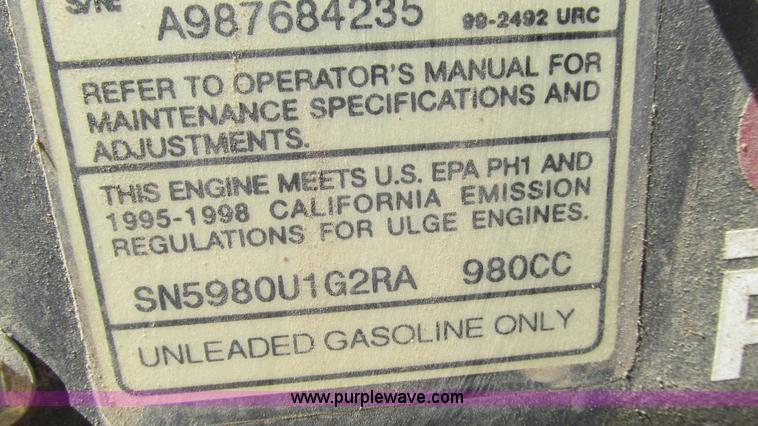 S/NE
A987684235 99-2492 URC
REFER TO OPERATOR'S MANUAL FOR
MAINTENANCE SPECIFICATIONS AND
ADJUSTMENTS.
THIS ENGINE MEETS U.S. EPA PH1 AND
1995-1998 CALIFORNIA EMISSION
REGULATIONS FOR ULGE ENGINES.
SN5980U1G2RA 980CC
UNLEADED GASOLINE ONLY
www.purplewave.com